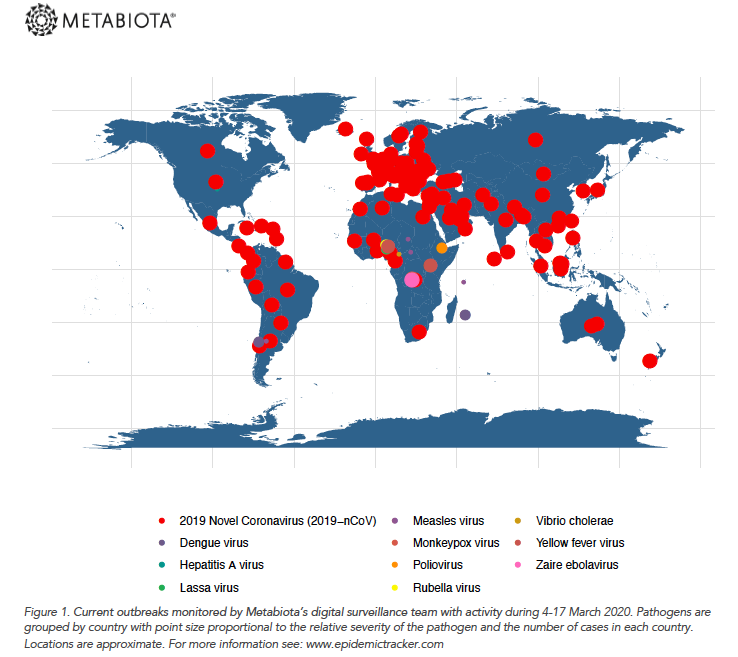 METABIOTA®
2019 Novel Coronavirus (2019−nCoV)
Measles virus
Vibrio cholerae
Dengue virus
Monkeypox virus
Yellow fever virus
Hepatitis A virus
Poliovirus
Zaire ebolavirus
Lassa virus
Rubella virus
Figure 1. Current outbreaks monitored by Metabiota's digital surveillance team with activity during 4-17 March 2020. Pathogens are
grouped by country with point size proportional to the relative severity of the pathogen and the number of cases in each country.
Locations are approximate. For more information see: www.epidemictracker.com